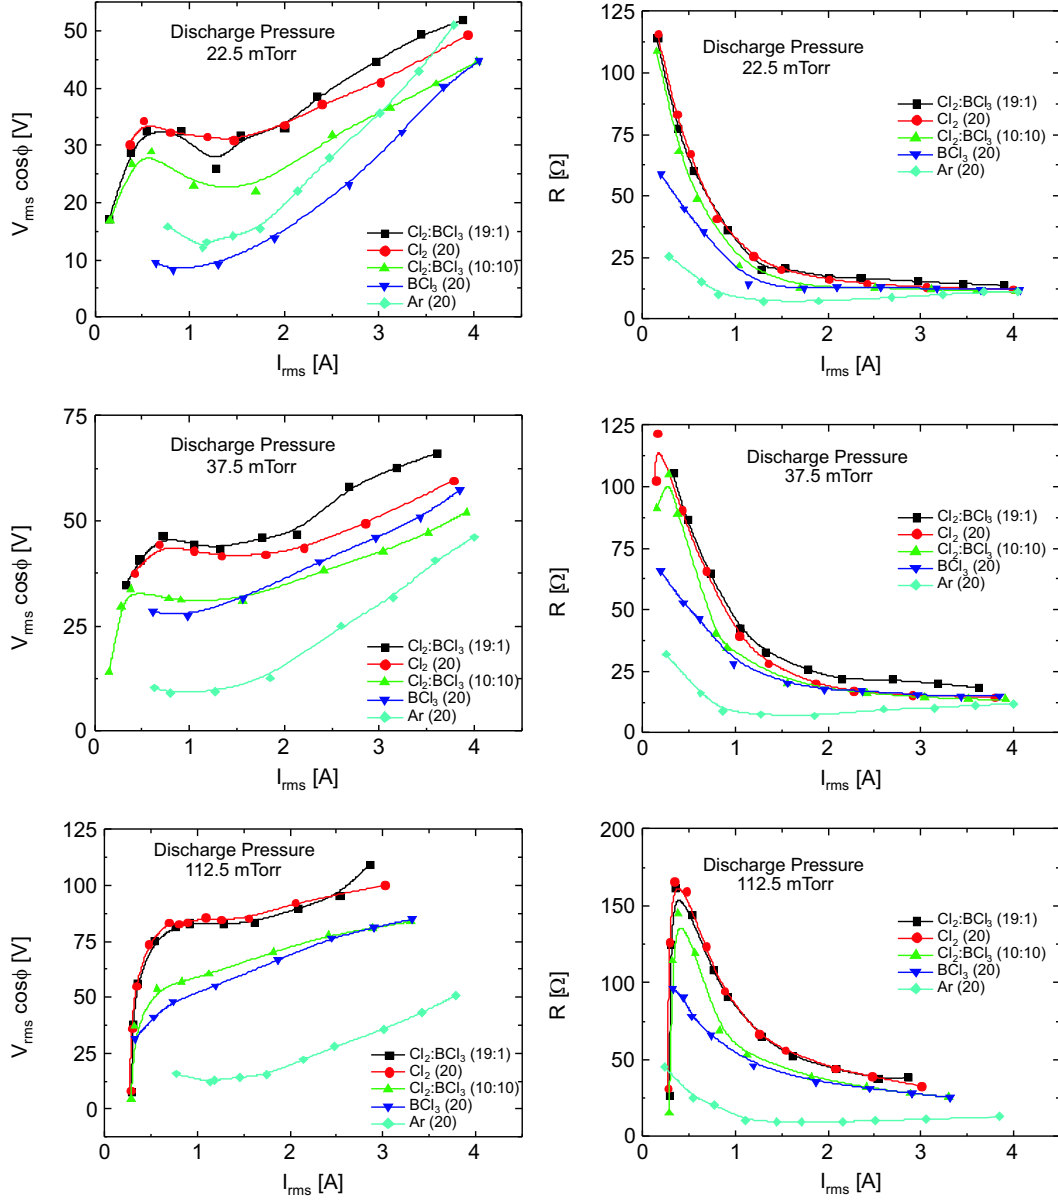 Discharge Pressure
22.5 mTorr
V_rms cosϕ [V]
50
40
30
20
10
0
Cl₂:BCl₃ (19:1)
Cl₂ (20)
Cl₂:BCl₃ (10:10)
BCl₃ (20)
Ar (20)
0 1 2 3 4
I_rms [A]
Discharge Pressure
22.5 mTorr
R [Ω]
125
100
75
50
25
0
Cl₂:BCl₃ (19:1)
Cl₂ (20)
Cl₂:BCl₃ (10:10)
BCl₃ (20)
Ar (20)
0 1 2 3 4
I_rms [A]
Discharge Pressure
37.5 mTorr
V_rms cosϕ [V]
75
50
25
0
Cl₂:BCl₃ (19:1)
Cl₂ (20)
Cl₂:BCl₃ (10:10)
BCl₃ (20)
Ar (20)
0 1 2 3 4
I_rms [A]
Discharge Pressure
37.5 mTorr
R [Ω]
125
100
75
50
25
0
Cl₂:BCl₃ (19:1)
Cl₂ (20)
Cl₂:BCl₃ (10:10)
BCl₃ (20)
Ar (20)
0 1 2 3 4
I_rms [A]
Discharge Pressure
112.5 mTorr
V_rms cosϕ [V]
125
100
75
50
25
0
Cl₂:BCl₃ (19:1)
Cl₂ (20)
Cl₂:BCl₃ (10:10)
BCl₃ (20)
Ar (20)
0 1 2 3 4
I_rms [A]
Discharge Pressure
112.5 mTorr
R [Ω]
200
150
100
50
0
Cl₂:BCl₃ (19:1)
Cl₂ (20)
Cl₂:BCl₃ (10:10)
BCl₃ (20)
Ar (20)
0 1 2 3 4
I_rms [A]